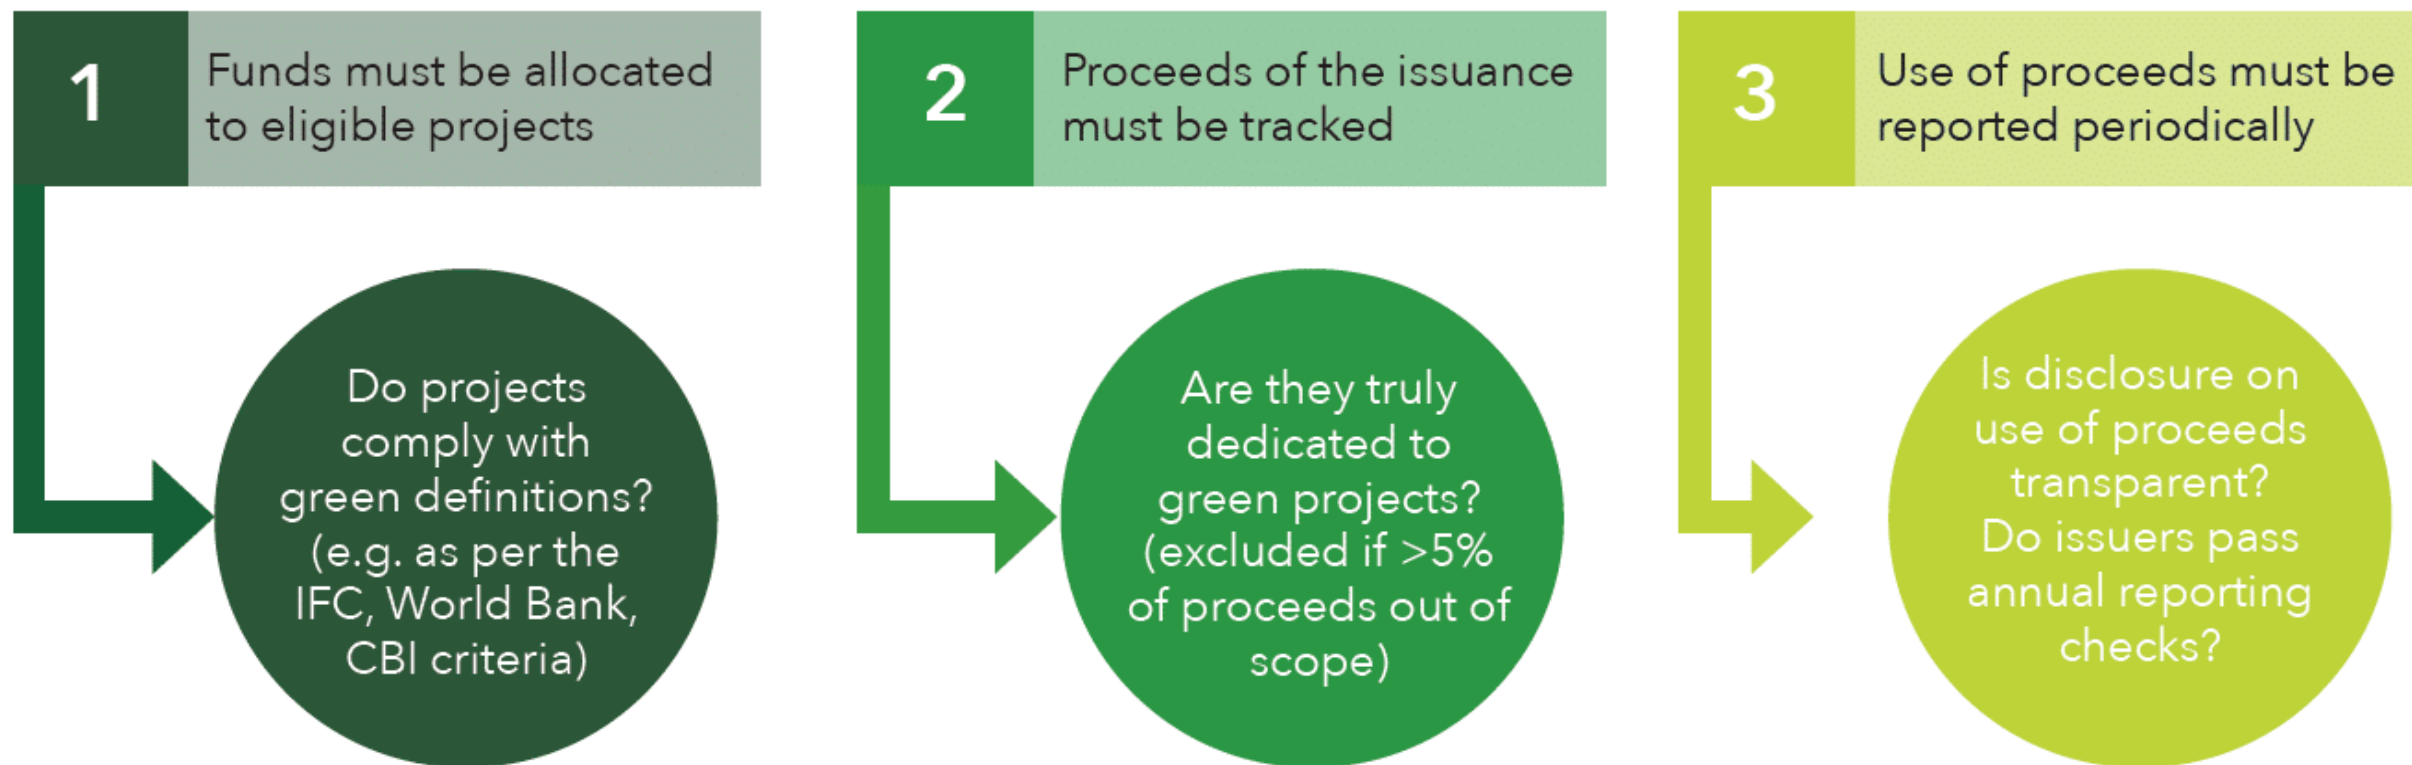 1
Funds must be allocated
to eligible projects
Do projects
comply with
green definitions?
(e.g. as per the
IFC, World Bank,
CBI criteria)
2
Proceeds of the issuance
must be tracked
Are they truly
dedicated to
green projects?
(excluded if >5%
of proceeds out of
scope)
3
Use of proceeds must be
reported periodically
Is disclosure on
use of proceeds
transparent?
Do issuers pass
annual reporting
checks?